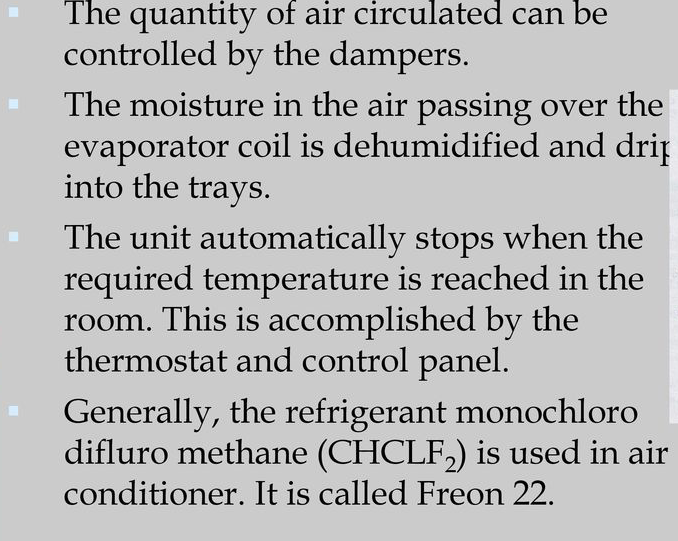 The quantity of air circulated can be
controlled by the dampers.
The moisture in the air passing over the
evaporator coil is dehumidified and drip
into the trays.
The unit automatically stops when the
required temperature is reached in the
room. This is accomplished by the
thermostat and control panel.
Generally, the refrigerant monochloro
difluro methane (CHCLF₂) is used in air
conditioner. It is called Freon 22.